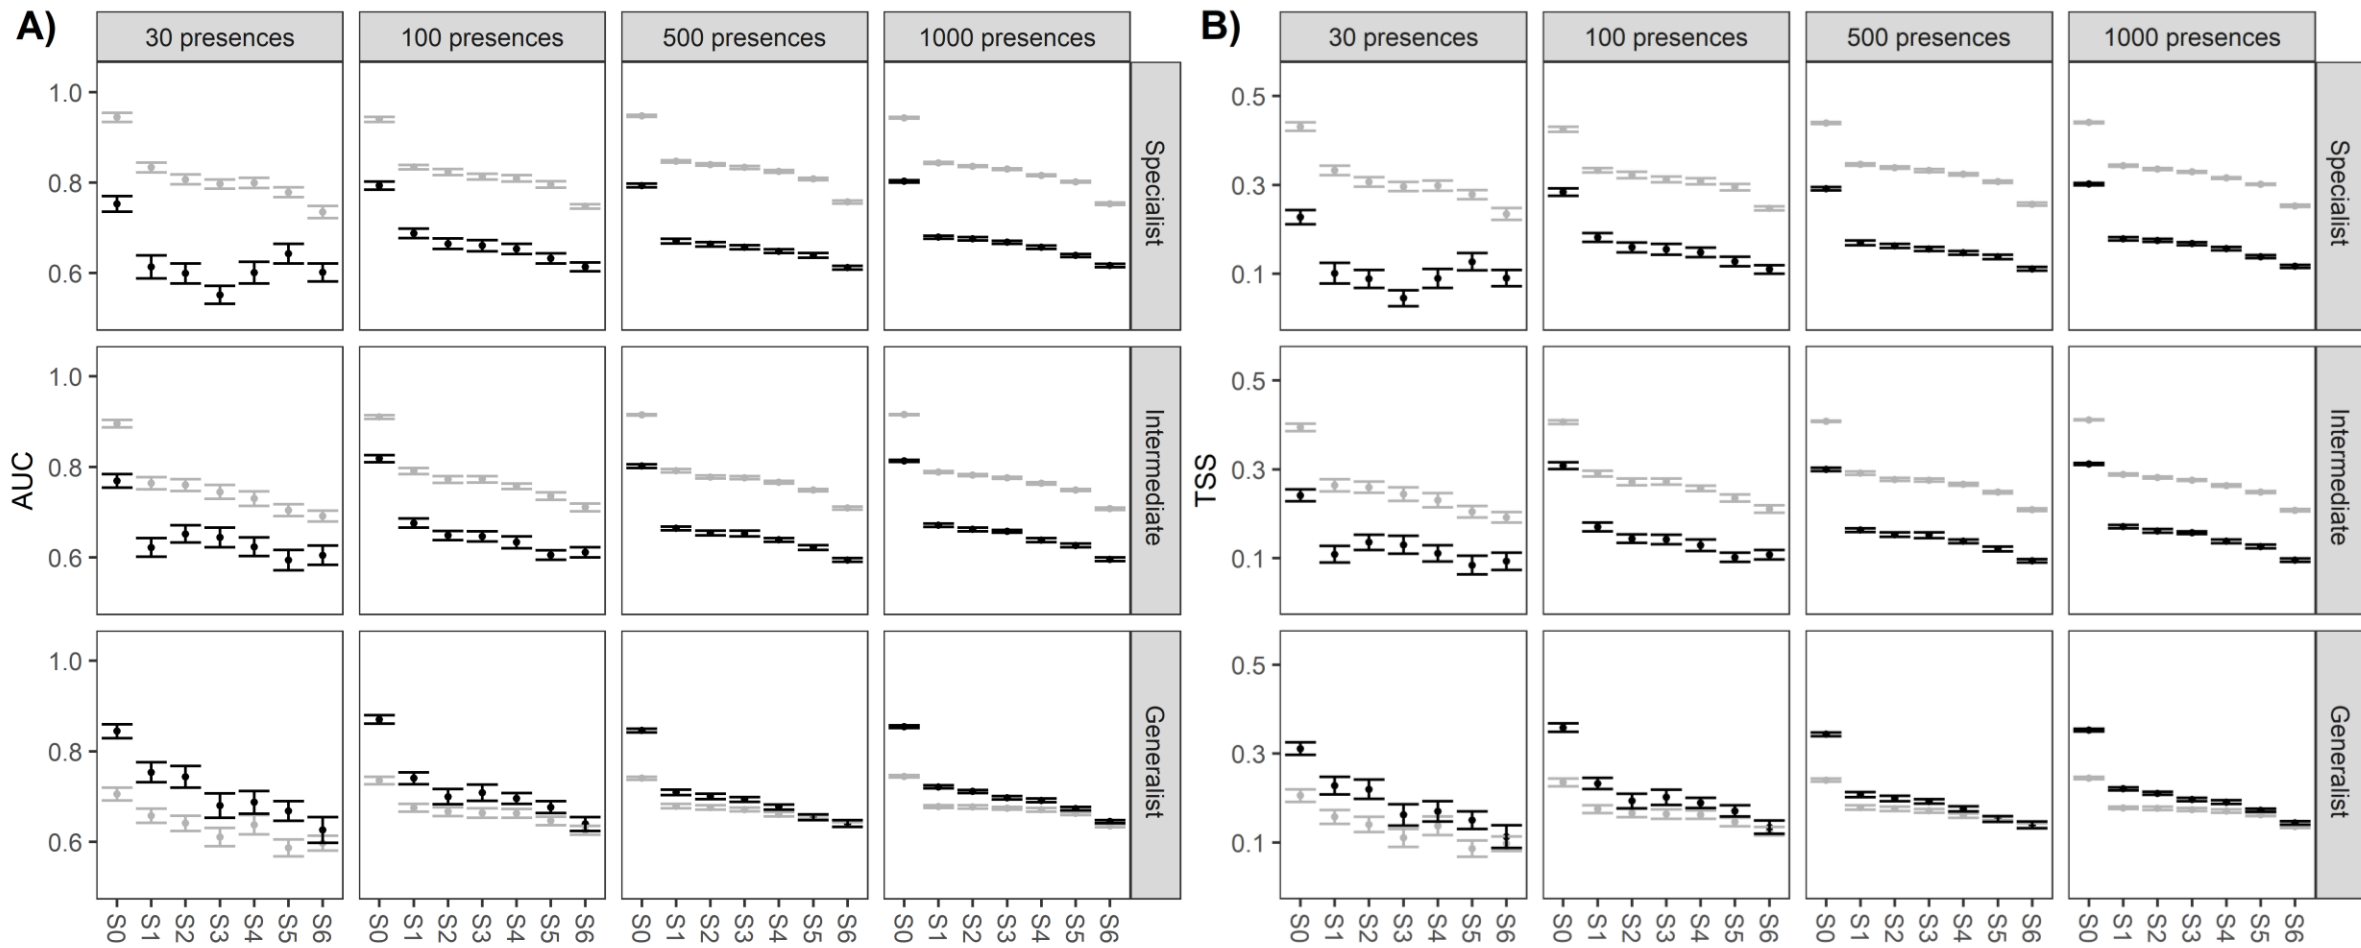 A)
30 presences
100 presences
500 presences
1000 presences
AUC
1.0
0.8
0.6
Specialist
1.0
0.8
0.6
Intermediate
1.0
0.8
0.6
Generalist
S0 S1 S2 S3 S4 S5 S6
S0 S1 S2 S3 S4 S5 S6
S0 S1 S2 S3 S4 S5 S6
S0 S1 S2 S3 S4 S5 S6
B)
30 presences
100 presences
500 presences
1000 presences
TSS
0.5
0.3
0.1
Specialist
0.5
0.3
0.1
Intermediate
0.5
0.3
0.1
Generalist
S0 S1 S2 S3 S4 S5 S6
S0 S1 S2 S3 S4 S5 S6
S0 S1 S2 S3 S4 S5 S6
S0 S1 S2 S3 S4 S5 S6